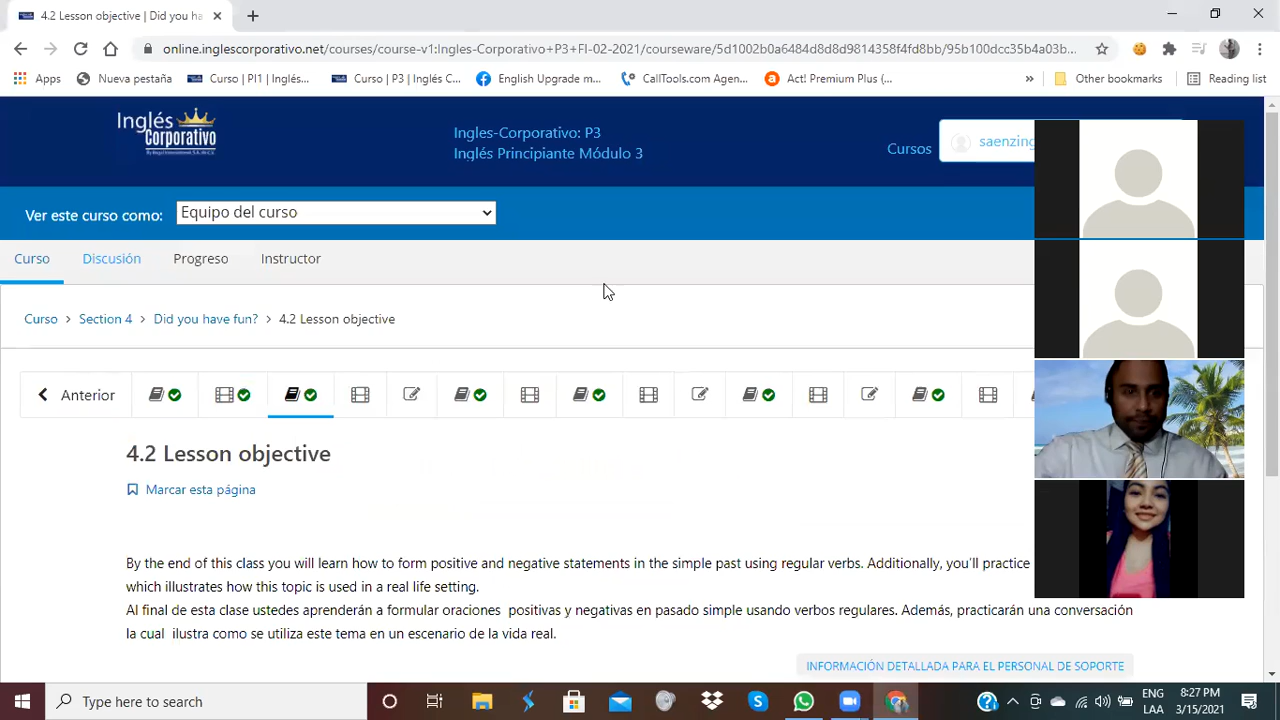 4.2 Lesson objective | Did you ha
online.inglescorporativo.net/courses/course-v1:Ingles-Corporativo+P3+FI-02-2021/courseware/5d1002b0a6484d8d8d9814358f4fd8bb/95b100dcc35b4a03b...
Apps
Nueva pestaña
Curso | PI1 | Inglés...
Curso | P3 | Inglés C...
English Upgrade m...
CallTools.com Agen...
Act! Premium Plus (...
»
Other bookmarks
Reading list
Inglés
Corporativo
Ingles-Corporativo: P3
Inglés Principiante Módulo 3
Cursos
saenzing
Ver este curso como:
Equipo del curso
Curso
Discusión
Progreso
Instructor
Curso > Section 4 > Did you have fun? > 4.2 Lesson objective
Anterior
4.2 Lesson objective
Marcar esta página
By the end of this class you will learn how to form positive and negative statements in the simple past using regular verbs. Additionally, you'll practice
which illustrates how this topic is used in a real life setting.
Al final de esta clase ustedes aprenderán a formular oraciones positivas y negativas en pasado simple usando verbos regulares. Además, practicarán una conversación
la cual ilustra como se utiliza este tema en un escenario de la vida real.
INFORMACIÓN DETALLADA PARA EL PERSONAL DE SOPORTE
Type here to search
ENG
LAA
8:27 PM
3/15/2021